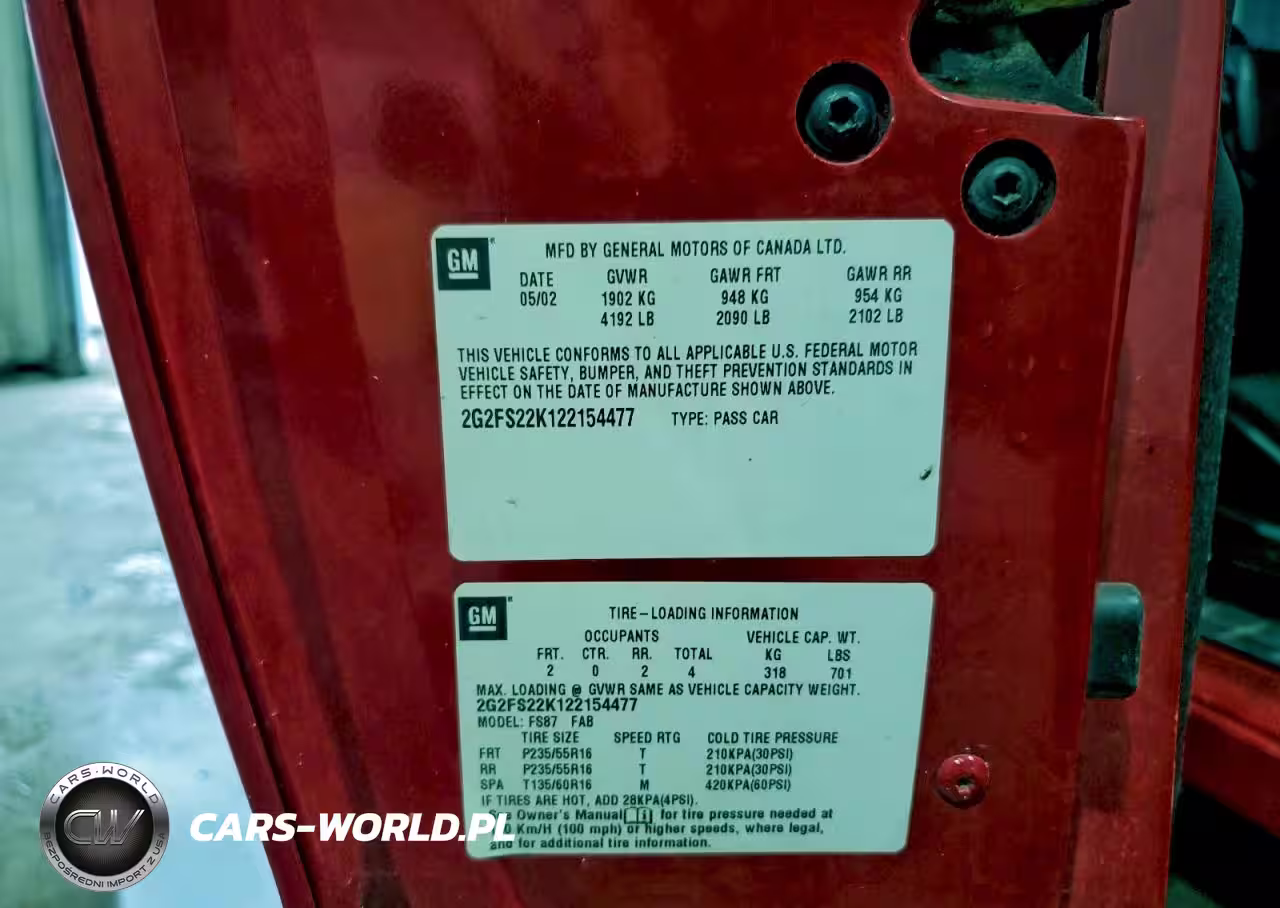 GM
MFD BY GENERAL MOTORS OF CANADA LTD.
DATE GVWR GAWR FRT GAWR RR
05/02 1902 KG 948 KG 954 KG
4192 LB 2090 LB 2102 LB
THIS VEHICLE CONFORMS TO ALL APPLICABLE U.S. FEDERAL MOTOR
VEHICLE SAFETY, BUMPER, AND THEFT PREVENTION STANDARDS IN
EFFECT ON THE DATE OF MANUFACTURE SHOWN ABOVE.
2G2FS22K122154477 TYPE: PASS CAR
GM
TIRE-LOADING INFORMATION
OCCUPANTS VEHICLE CAP. WT.
FRT. CTR. RR. TOTAL KG LBS
2 0 2 4 318 701
MAX. LOADING @ GVWR SAME AS VEHICLE CAPACITY WEIGHT.
2G2FS22K122154477
MODEL: FS87 FAB
TIRE SIZE SPEED RTG COLD TIRE PRESSURE
FRT P235/55R16 T 210KPA(30PSI)
RR P235/55R16 T 210KPA(30PSI)
SPA T135/60R16 M 420KPA(60PSI)
IF TIRES ARE HOT, ADD 28KPA(4PSI).
Owner's Manual for tire pressure needed at
Km/H (100 mph) or higher speeds, where legal,
and for additional tire information.
CARS-WORLD
CW
BEZPOŚREDNI IMPORT Z USA
CARS-WORLD.PL